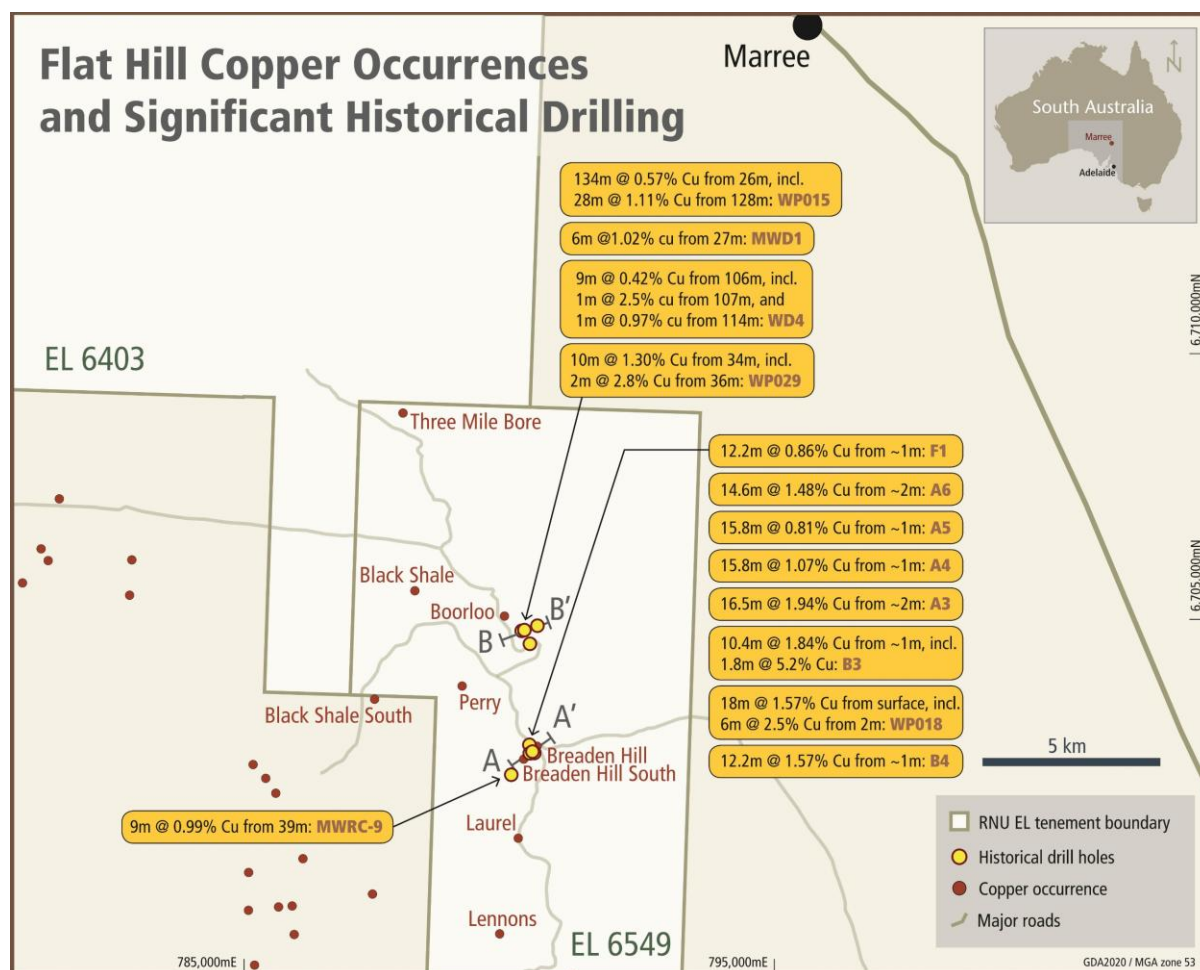 Flat Hill Copper Occurrences
and Significant Historical Drilling
Marree
N
South Australia
Marree
Adelaide
134m @ 0.57% Cu from 26m, incl.
28m @ 1.11% Cu from 128m: WP015
6m @1.02% cu from 27m: MWD1
9m @ 0.42% Cu from 106m, incl.
1m @ 2.5% cu from 107m, and
1m @ 0.97% cu from 114m: WD4
10m @ 1.30% Cu from 34m, incl.
2m @ 2.8% Cu from 36m: WP029
6,710,000mN
EL 6403
Three Mile Bore
12.2m @ 0.86% Cu from ~1m: F1
14.6m @ 1.48% Cu from ~2m: A6
15.8m @ 0.81% Cu from ~1m: A5
15.8m @ 1.07% Cu from ~1m: A4
16.5m @ 1.94% Cu from ~2m: A3
10.4m @ 1.84% Cu from ~1m, incl.
1.8m @ 5.2% Cu: B3
18m @ 1.57% Cu from surface, incl.
6m @ 2.5% Cu from 2m: WP018
12.2m @ 1.57% Cu from ~1m: B4
6,705,000mN
Black Shale
Boorloo
B
B'
Perry
Black Shale South
A'
A
Breaden Hill
Breaden Hill South
5 km
9m @ 0.99% Cu from 39m: MWRC-9
Laurel
Lennons
EL 6549
RNU EL tenement boundary
Historical drill holes
Copper occurrence
Major roads
785,000mE
795,000mE
GDA2020 / MGA zone 53